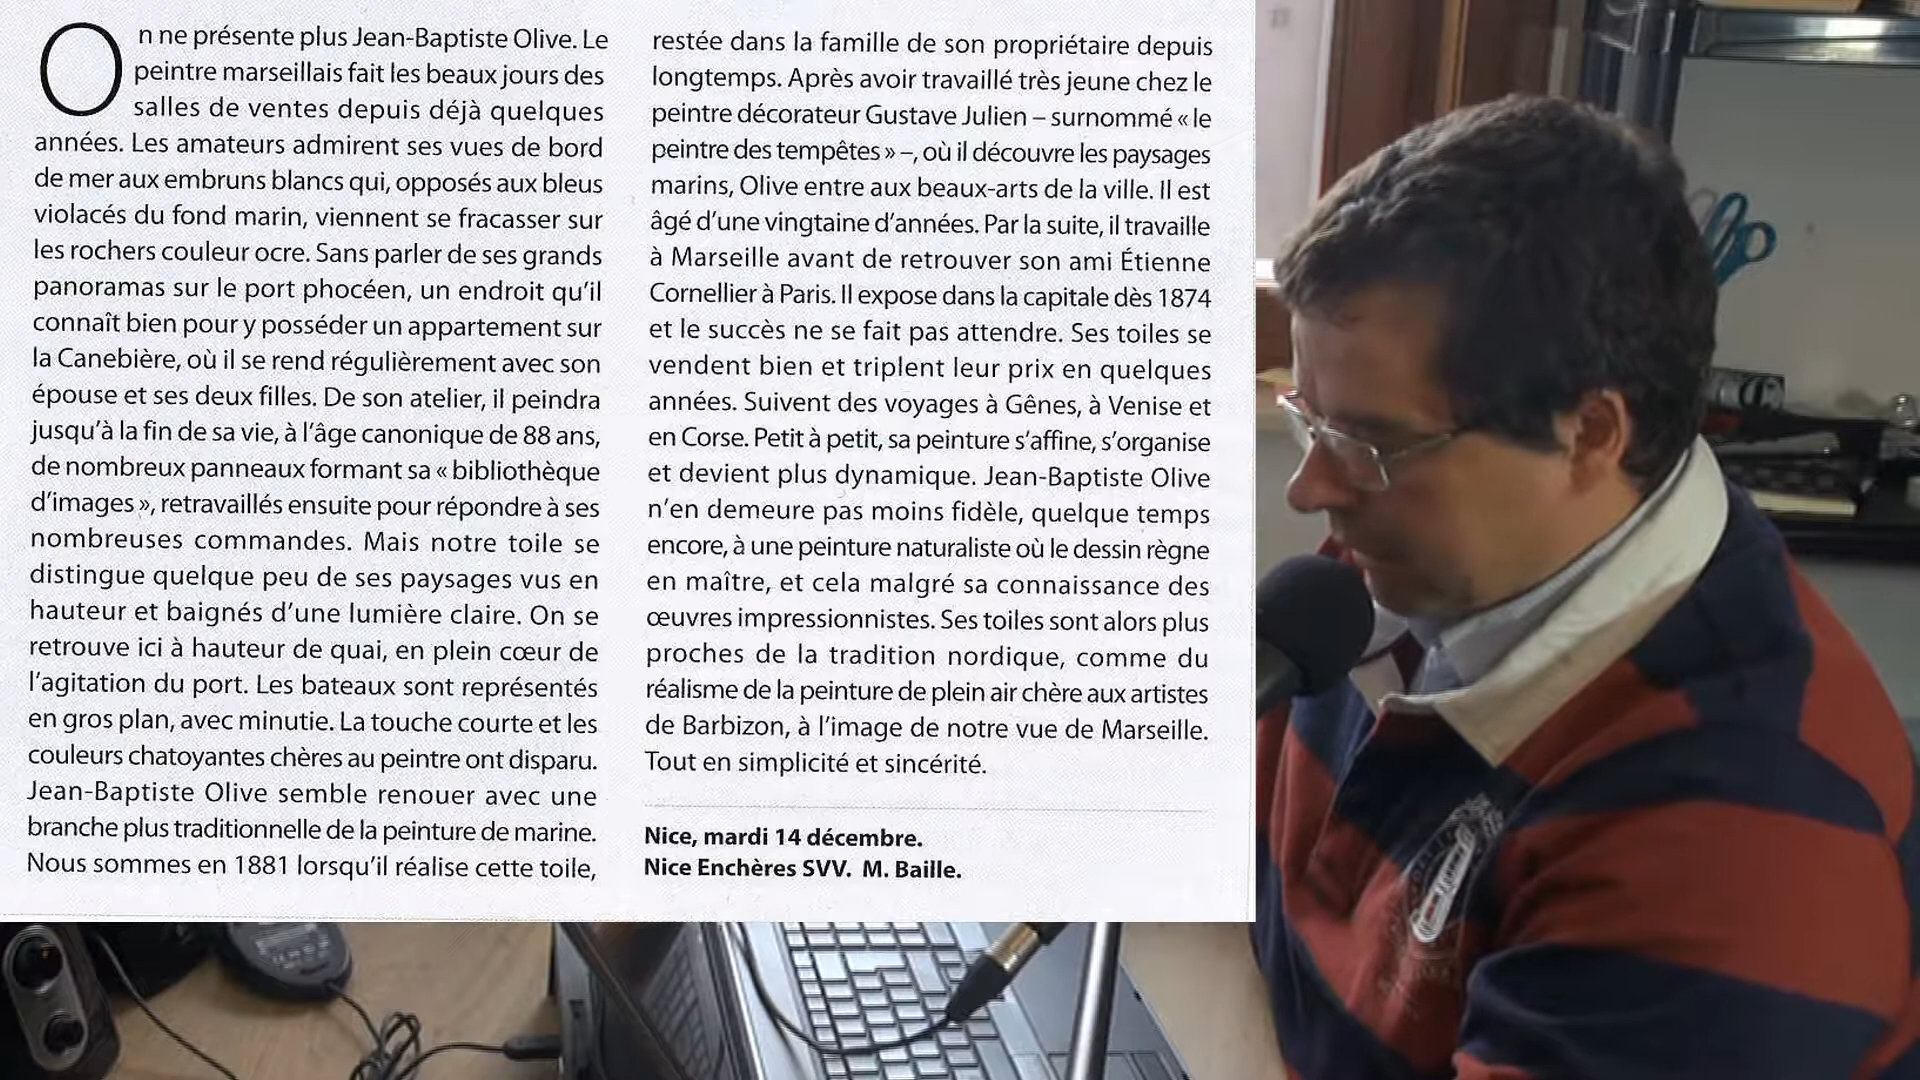 On ne présente plus Jean-Baptiste Olive. Le
peintre marseillais fait les beaux jours des
salles de ventes depuis déjà quelques
années. Les amateurs admirent ses vues de bord
de mer aux embruns blancs qui, opposés aux bleus
violacés du fond marin, viennent se fracasser sur
les rochers couleur ocre. Sans parler de ses grands
panoramas sur le port phocéen, un endroit qu'il
connaît bien pour y posséder un appartement sur
la Canebière, où il se rend régulièrement avec son
épouse et ses deux filles. De son atelier, il peindra
jusqu'à la fin de sa vie, à l'âge canonique de 88 ans,
de nombreux panneaux formant sa « bibliothèque
d'images », retravaillés ensuite pour répondre à ses
nombreuses commandes. Mais notre toile se
distingue quelque peu de ses paysages vus en
hauteur et baignés d'une lumière claire. On se
retrouve ici à hauteur de quai, en plein cœur de
l'agitation du port. Les bateaux sont représentés
en gros plan, avec minutie. La touche courte et les
couleurs chatoyantes chères au peintre ont disparu.
Jean-Baptiste Olive semble renouer avec une
branche plus traditionnelle de la peinture de marine.
Nous sommes en 1881 lorsqu'il réalise cette toile,
restée dans la famille de son propriétaire depuis
longtemps. Après avoir travaillé très jeune chez le
peintre décorateur Gustave Julien – surnommé « le
peintre des tempêtes » –, où il découvre les paysages
marins, Olive entre aux beaux-arts de la ville. Il est
âgé d'une vingtaine d'années. Par la suite, il travaille
à Marseille avant de retrouver son ami Étienne
Cornellier à Paris. Il expose dans la capitale dès 1874
et le succès ne se fait pas attendre. Ses toiles se
vendent bien et triplent leur prix en quelques
années. Suivent des voyages à Gênes, à Venise et
en Corse. Petit à petit, sa peinture s'affine, s'organise
et devient plus dynamique. Jean-Baptiste Olive
n'en demeure pas moins fidèle, quelque temps
encore, à une peinture naturaliste où le dessin règne
en maître, et cela malgré sa connaissance des
œuvres impressionnistes. Ses toiles sont alors plus
proches de la tradition nordique, comme du
réalisme de la peinture de plein air chère aux artistes
de Barbizon, à l'image de notre vue de Marseille.
Tout en simplicité et sincérité.
Nice, mardi 14 décembre.
Nice Enchères SVV. M. Baille.